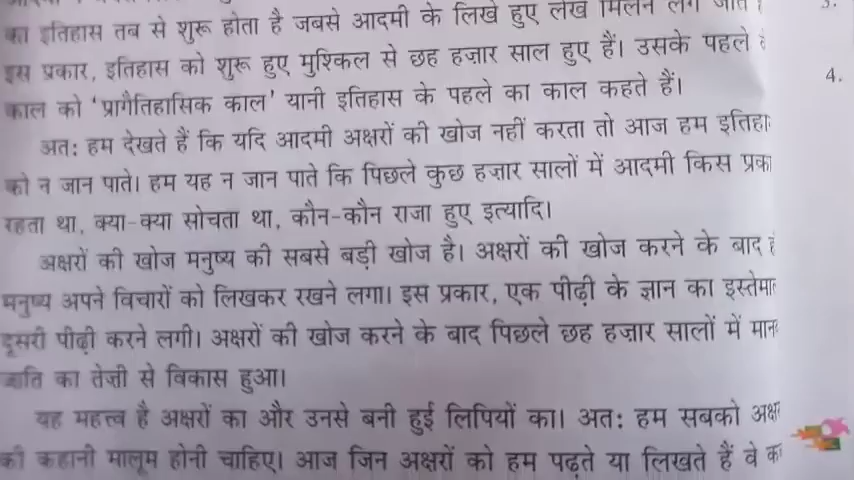 का इतिहास तब से शुरू होता है जबसे आदमी के लिखे हुए लेख मिलने लग जाते
इस प्रकार, इतिहास को शुरू हुए मुश्किल से छह हज़ार साल हुए हैं। उसके पहले
काल को 'प्रागैतिहासिक काल' यानी इतिहास के पहले का काल कहते हैं।
4.
अतः हम देखते हैं कि यदि आदमी अक्षरों की खोज नहीं करता तो आज हम
को न जान पाते। हम यह न जान पाते कि पिछले कुछ हज़ार सालों में आदमी किस
रहता था, क्या-क्या सोचता था, कौन-कौन राजा हुए इत्यादि।
अक्षरों की खोज मनुष्य की सबसे बड़ी खोज है। अक्षरों की खोज करने के बाद
मनुष्य अपने विचारों को लिखकर रखने लगा। इस प्रकार, एक पीढ़ी के ज्ञान का
दूसरी पीढ़ी करने लगी। अक्षरों की खोज करने के बाद पिछले छह हज़ार सालों में
जाति का तेज़ी से विकास हुआ।
यह महत्त्व है अक्षरों का और उनसे बनी हुई लिपियों का। अतः हम सबको
की कहानी मालूम होनी चाहिए। आज जिन अक्षरों को हम पढ़ते या लिखते हैं वे